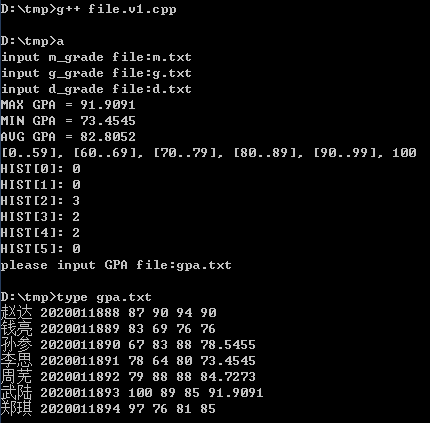 D:\tmp>g++ file.v1.cpp
D:\tmp>a
input m_grade file:m.txt
input g_grade file:g.txt
input d_grade file:d.txt
MAX GPA = 91.9091
MIN GPA = 73.4545
AVG GPA = 82.8052
[0..59], [60..69], [70..79], [80..89], [90..99], 100
HIST[0]: 0
HIST[1]: 0
HIST[2]: 3
HIST[3]: 2
HIST[4]: 2
HIST[5]: 0
please input GPA file:gpa.txt
D:\tmp>type gpa.txt
赵达 2020011888 87 90 94 90
钱亮 2020011889 83 69 76 76
孙参 2020011890 67 83 88 78.5455
李思 2020011891 78 64 80 73.4545
周芜 2020011892 79 88 88 84.7273
武陆 2020011893 100 89 85 91.9091
郑琪 2020011894 97 76 81 85